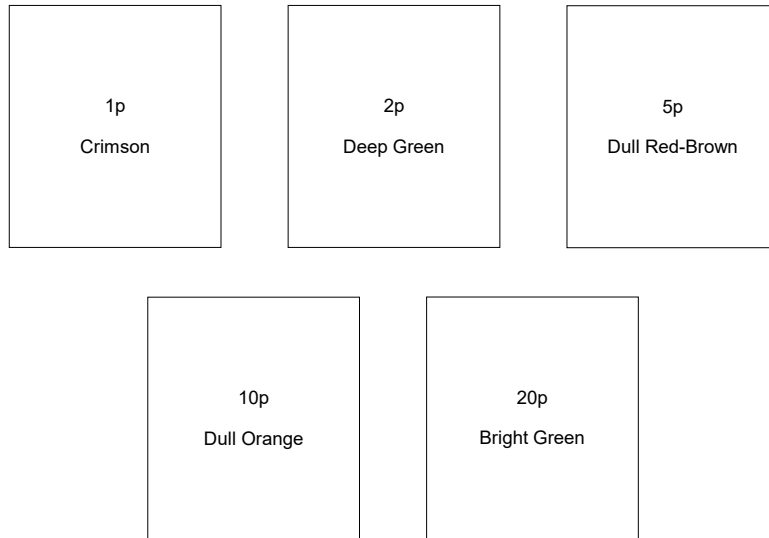 1p
Crimson
2p
Deep Green
5p
Dull Red-Brown
10p
Dull Orange
20p
Bright Green